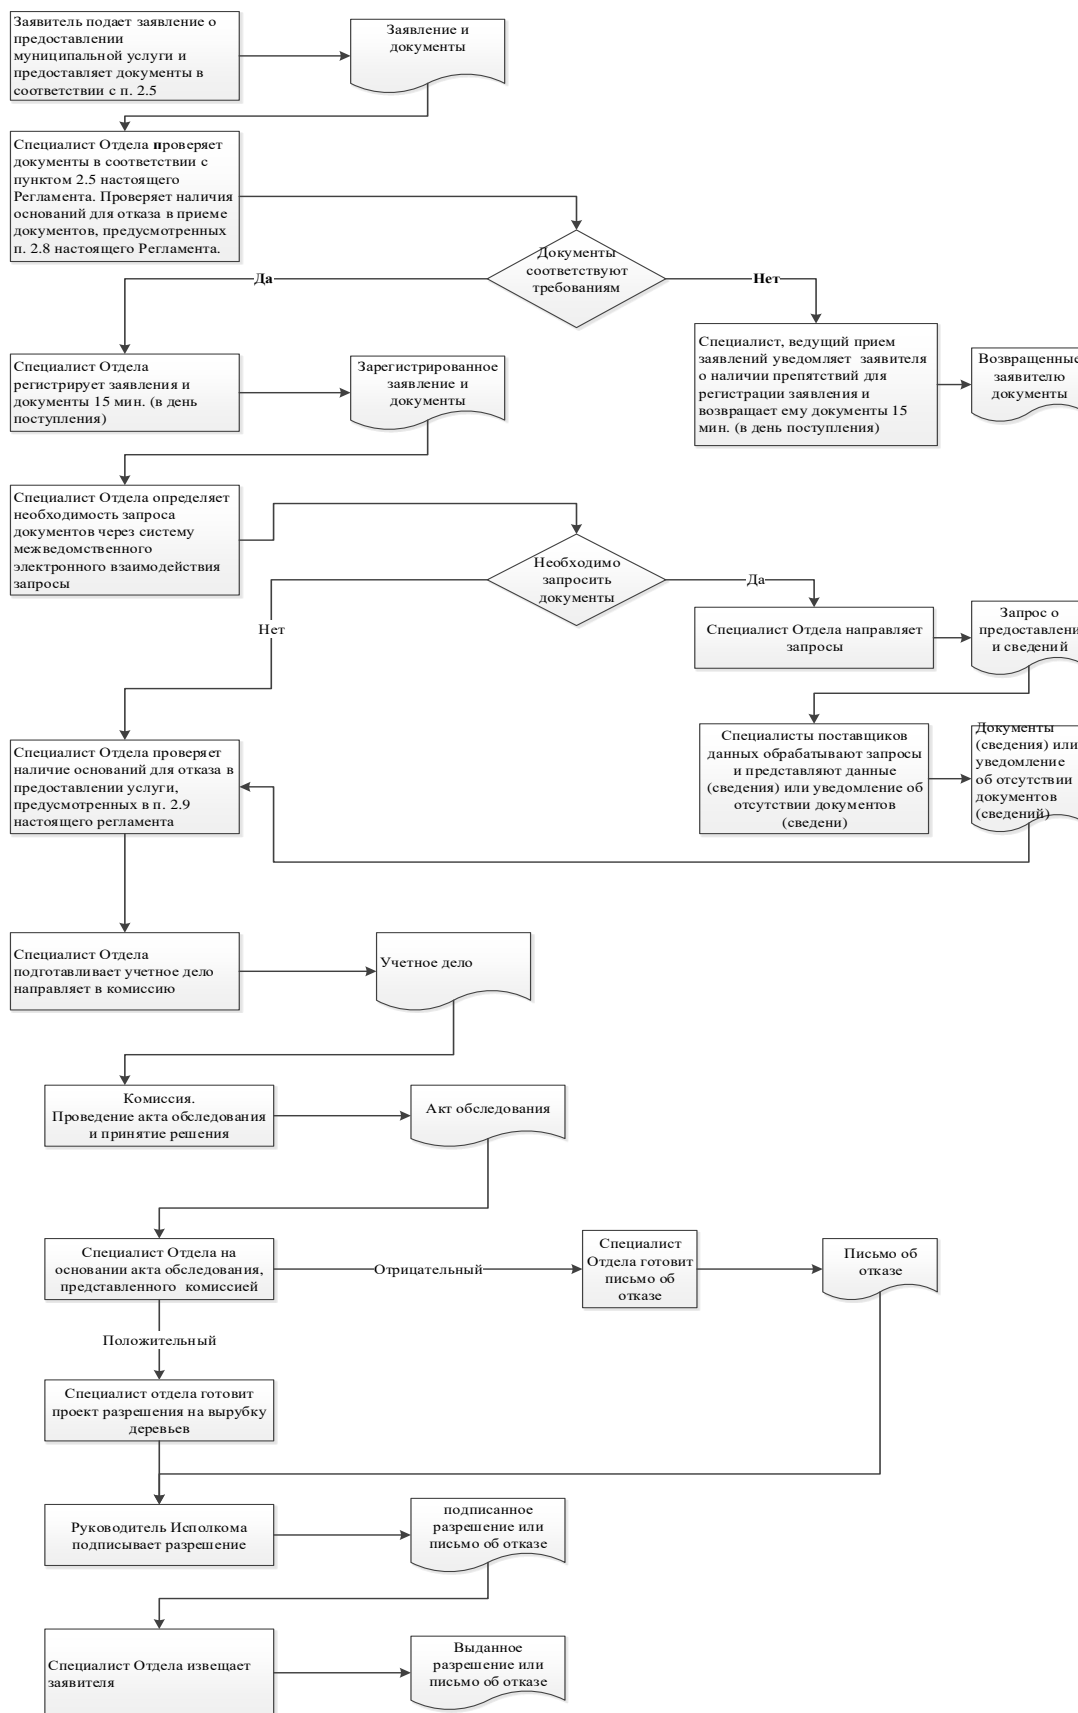 Заявитель подает заявление о
предоставлении
муниципальной услуги и
предоставляет документы в
соответствии с п. 2.5
Заявление и
документы
Специалист Отдела проверяет
документы в соответствии с
пунктом 2.5 настоящего
Регламента. Проверяет наличия
оснований для отказа в приеме
документов, предусмотренных
п. 2.8 настоящего Регламента.
Документы
соответствуют
требованиям
Да
Нет
Специалист Отдела
регистрирует заявления и
документы 15 мин. (в день
поступления)
Зарегистрированное
заявление и
документы
Специалист, ведущий прием
заявлений уведомляет заявителя
о наличии препятствий для
регистрации заявления и
возвращает ему документы 15
мин. (в день поступления)
Возвращенные
заявителю
документы
Специалист Отдела определяет
необходимость запроса
документов через систему
межведомственного
электронного взаимодействия
запросы
Необходимо
запросить
документы
Да
Нет
Специалист Отдела направляет
запросы
Запрос о
предоставлени
и сведений
Специалисты поставщиков
данных обрабатывают запросы
и представляют данные
(сведения) или уведомление об
отсутствии документов
(сведени)
Документы
(сведения) или
уведомление
об отсутствии
документов
(сведений)
Специалист Отдела проверяет
наличие оснований для отказа в
предоставлении услуги,
предусмотренных в п. 2.9
настоящего регламента
Специалист Отдела
подготавливает учетное дело
направляет в комиссию
Учетное дело
Комиссия.
Проведение акта обследования
и принятие решения
Акт обследования
Специалист Отдела на
основании акта обследования,
представленного комиссией
Отрицательный
Специалист
Отдела готовит
письмо об
отказе
Письмо об
отказе
Положительный
Специалист отдела готовит
проект разрешения на вырубку
деревьев
Руководитель Исполкома
подписывает разрешение
подписанное
разрешение или
письмо об отказе
Специалист Отдела извещает
заявителя
Выданное
разрешение или
письмо об отказе